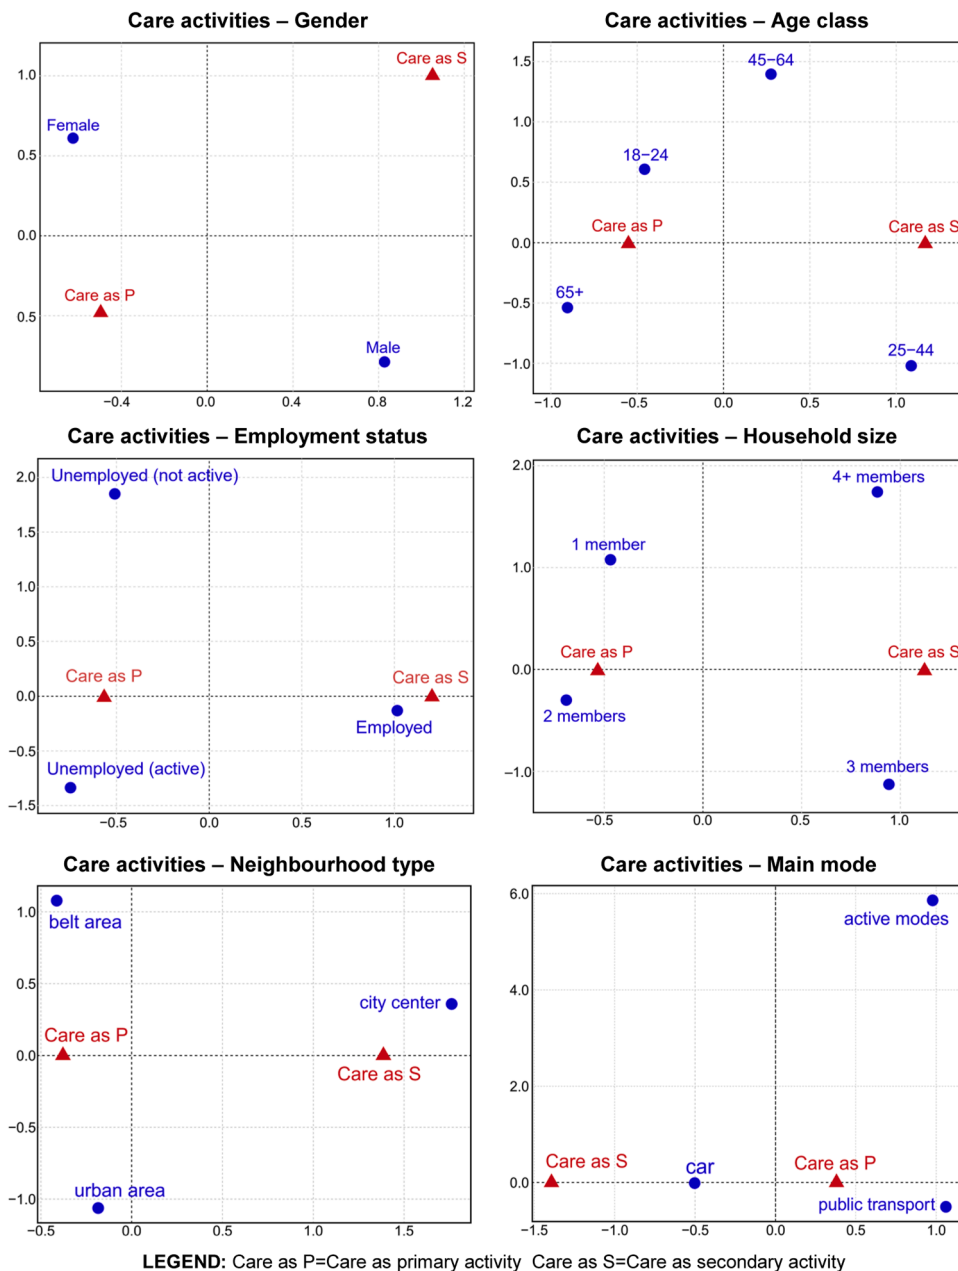 Care activities – Gender
Care as S
1.0
Female
0.5
0.0
Care as P
0.5
Male
−0.4
0.0
0.4
0.8
1.2
Care activities – Age class
1.5
45−64
1.0
18−24
0.5
Care as P
Care as S
0.0
65+
−0.5
25−44
−1.0
−1.0
−0.5
0.0
0.5
1.0
Care activities – Employment status
2.0
Unemployed (not active)
1.5
1.0
0.5
Care as P
Care as S
0.0
Employed
−0.5
Unemployed (active)
−1.0
−1.5
−0.5
0.0
0.5
1.0
Care activities – Household size
2.0
4+ members
1 member
1.0
Care as P
Care as S
0.0
2 members
3 members
−1.0
−0.5
0.0
0.5
1.0
Care activities – Neighbourhood type
1.0
belt area
0.5
city center
Care as P
0.0
Care as S
−0.5
urban area
−1.0
−0.5
0.0
0.5
1.0
1.5
Care activities – Main mode
6.0
active modes
4.0
2.0
Care as S
car
Care as P
0.0
public transport
−0.8
−1.5
−1.0
−0.5
0.0
0.5
1.0
LEGEND: Care as P=Care as primary activity Care as S=Care as secondary activity